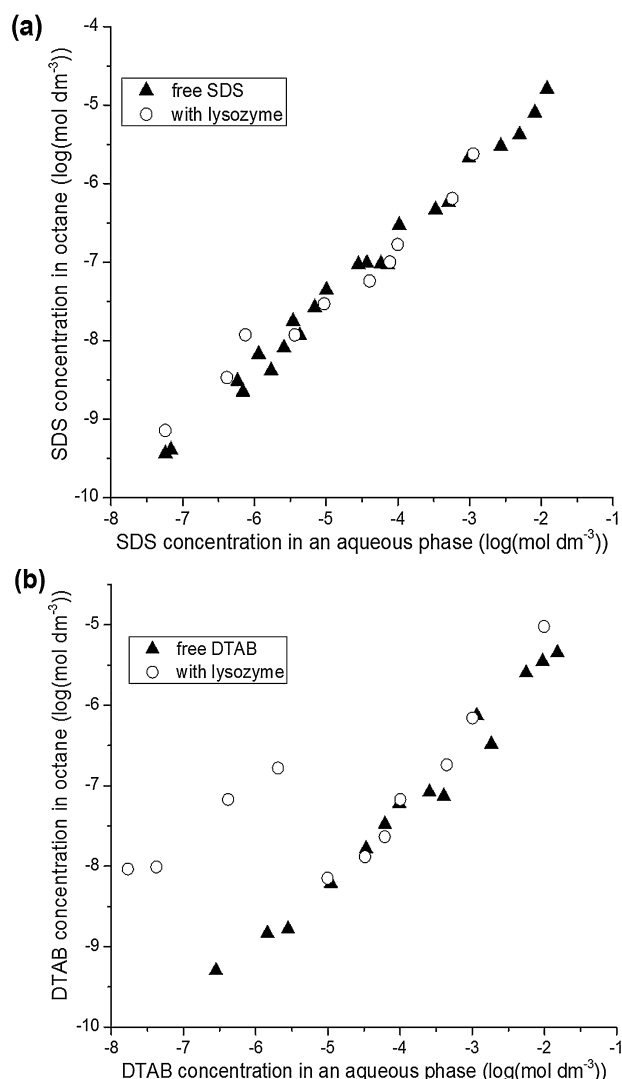 (a)
-4
-5
-6
-7
-8
-9
-10
SDS concentration in octane (log(mol dm⁻³))
free SDS
with lysozyme
-8 -7 -6 -5 -4 -3 -2 -1
SDS concentration in an aqueous phase (log(mol dm⁻³))
(b)
-5
-6
-7
-8
-9
-10
DTAB concentration in octane (log(mol dm⁻³))
free DTAB
with lysozyme
-8 -7 -6 -5 -4 -3 -2 -1
DTAB concentration in an aqueous phase (log(mol dm⁻³))